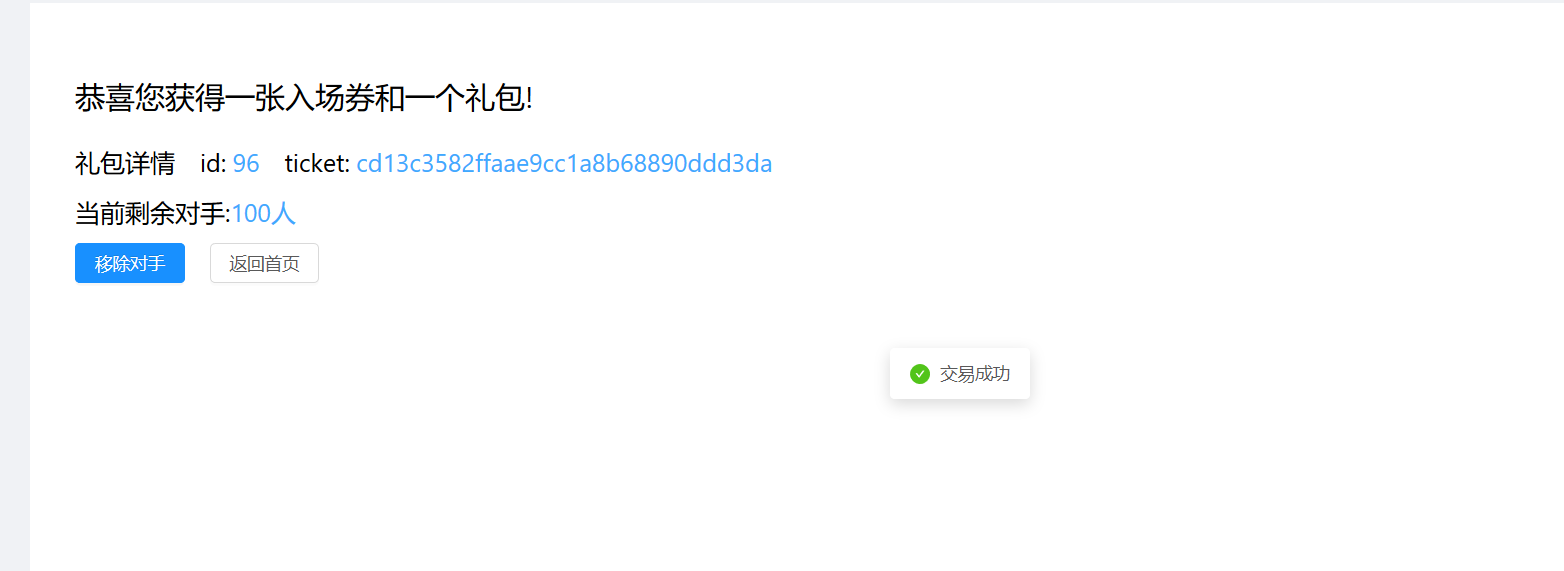 恭喜您获得一张入场券和一个礼包!
礼包详情 id: 96 ticket: cd13c3582ffaae9cc1a8b68890ddd3da
当前剩余对手:100人
移除对手 返回首页
交易成功